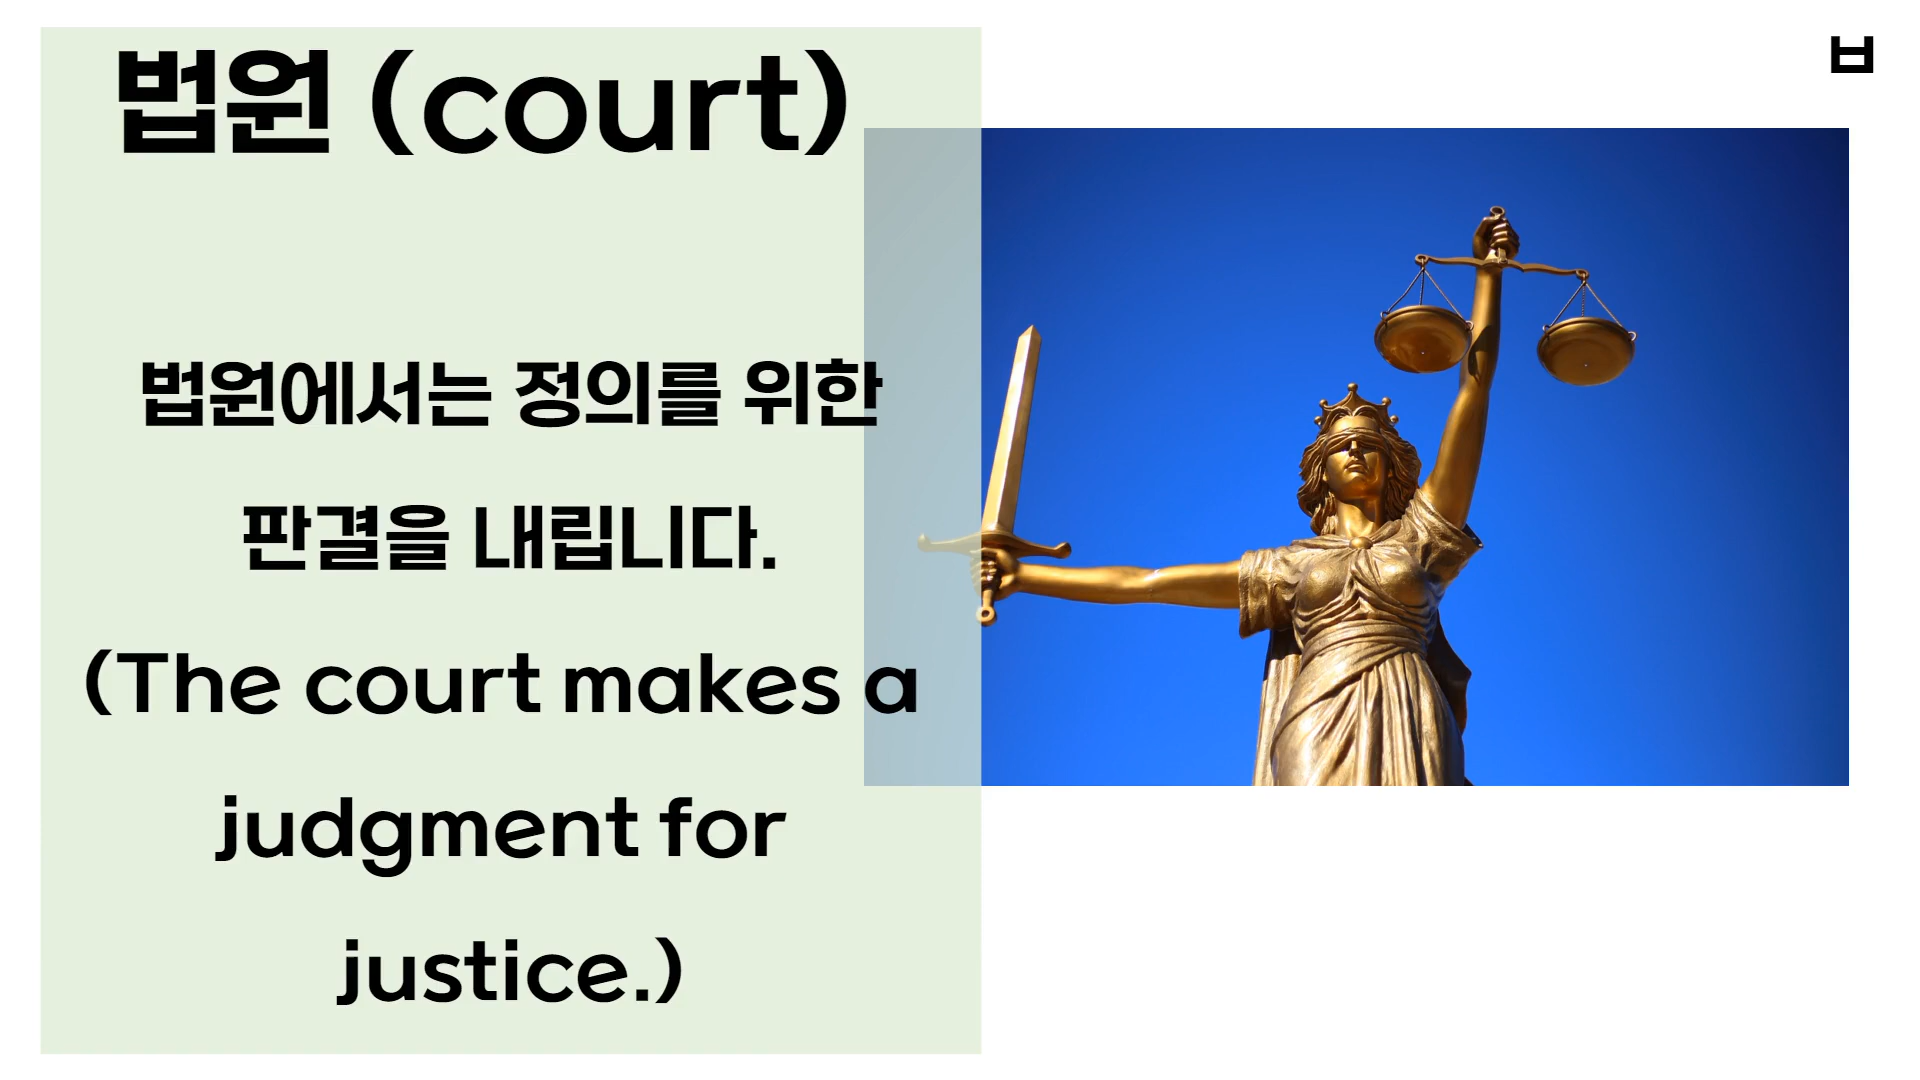 법원 (court)
ㅂ
법원에서는 정의를 위한
판결을 내립니다.
(The court makes a
judgment for
justice.)